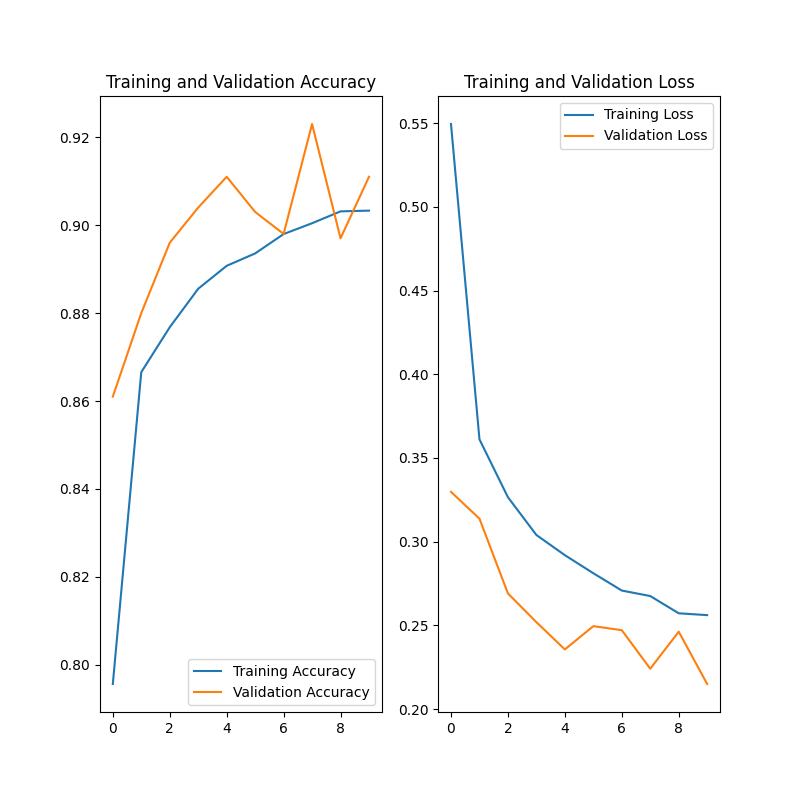 Training and Validation Accuracy
0.92
0.90
0.88
0.86
0.84
0.82
0.80
Training Accuracy
Validation Accuracy
0 2 4 6 8
Training and Validation Loss
Training Loss
Validation Loss
0.55
0.50
0.45
0.40
0.35
0.30
0.25
0.20
0 2 4 6 8